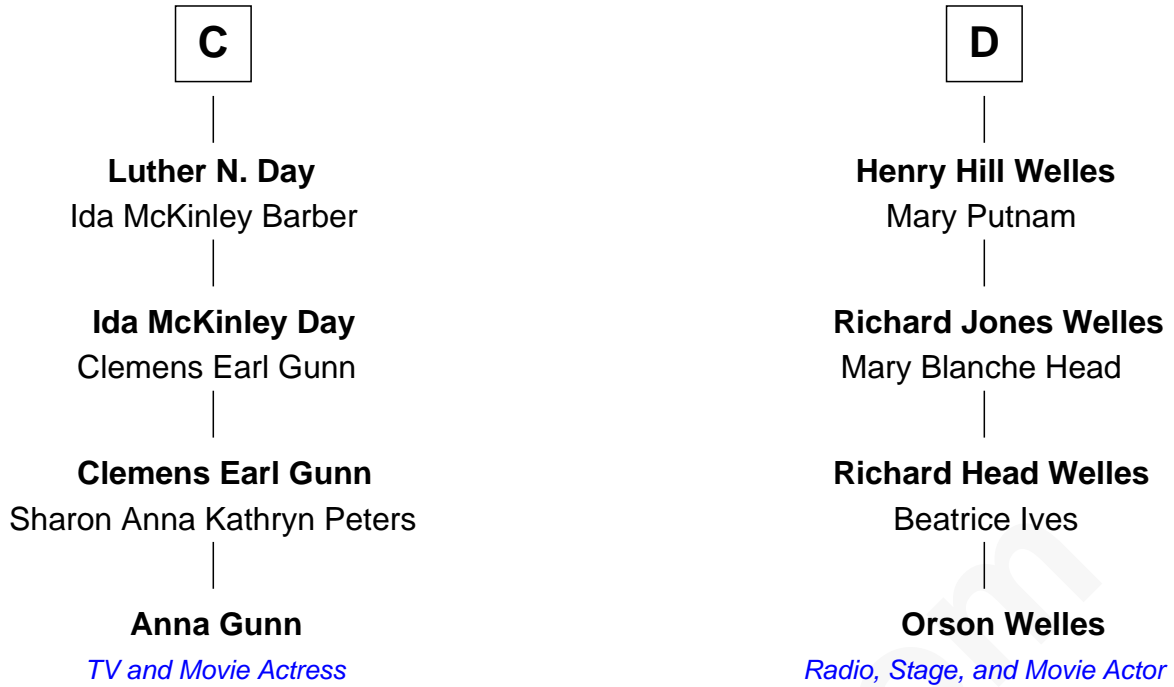 C
Luther N. Day
Ida McKinley Barber
Ida McKinley Day
Clemens Earl Gunn
Clemens Earl Gunn
Sharon Anna Kathryn Peters
Anna Gunn
TV and Movie Actress
D
Henry Hill Welles
Mary Putnam
Richard Jones Welles
Mary Blanche Head
Richard Head Welles
Beatrice Ives
Orson Welles
Radio, Stage, and Movie Actor